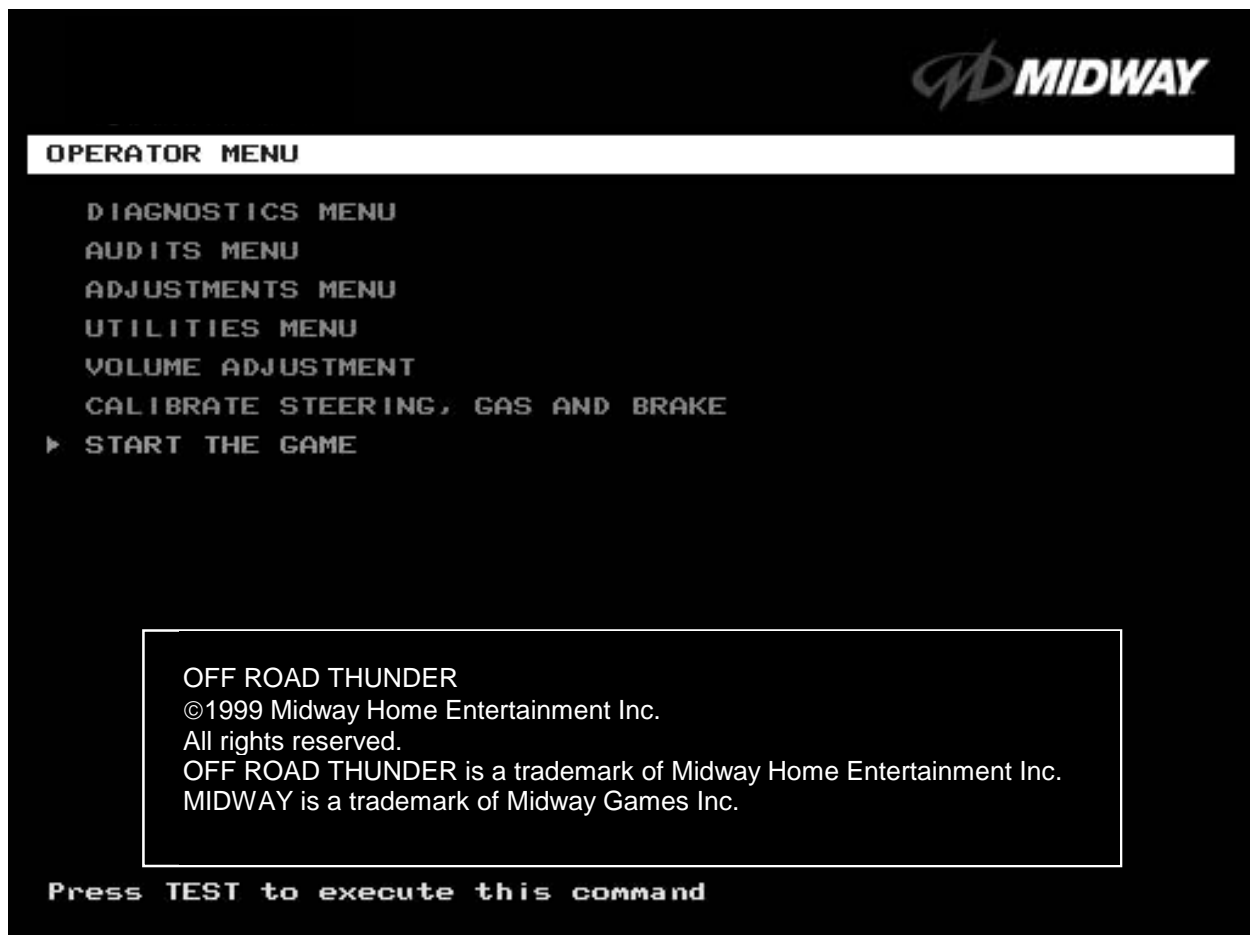 MIDWAY
OPERATOR MENU
DIAGNOSTICS MENU
AUDITS MENU
ADJUSTMENTS MENU
UTILITIES MENU
VOLUME ADJUSTMENT
CALIBRATE STEERING, GAS AND BRAKE
START THE GAME
OFF ROAD THUNDER
©1999 Midway Home Entertainment Inc.
All rights reserved.
OFF ROAD THUNDER is a trademark of Midway Home Entertainment Inc.
MIDWAY is a trademark of Midway Games Inc.
Press TEST to execute this command